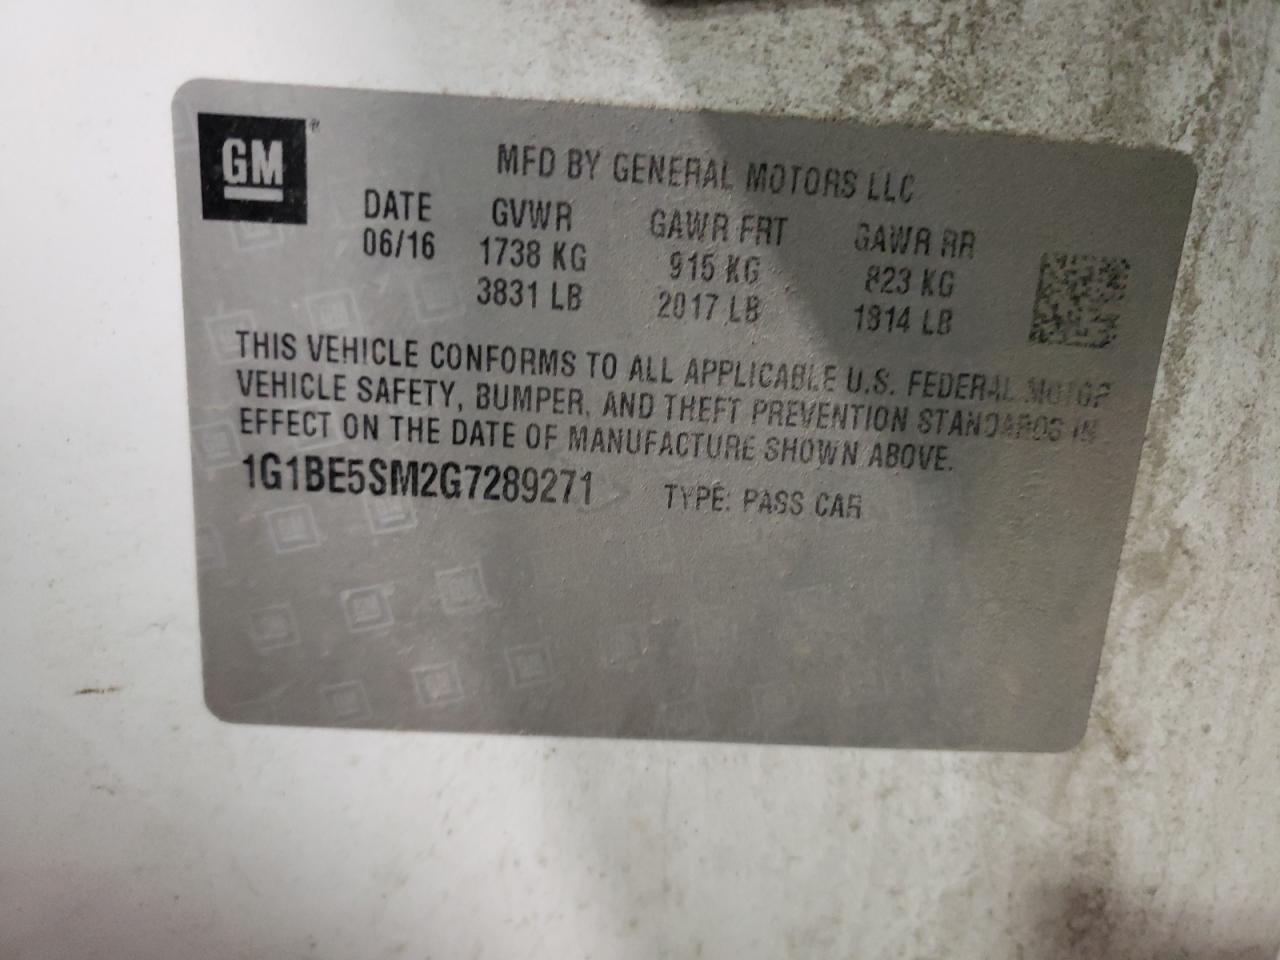 GM
MFD BY GENERAL MOTORS LLC
DATE GVWR GAWR FRT GAWR RR
06/16 1738 KG 915 KG 823 KG
3831 LB 2017 LB 1814 LB
THIS VEHICLE CONFORMS TO ALL APPLICABLE U.S. FEDERAL MOTOR
VEHICLE SAFETY, BUMPER, AND THEFT PREVENTION STANDARDS IN
EFFECT ON THE DATE OF MANUFACTURE SHOWN ABOVE.
1G1BE5SM2G7289271 TYPE: PASS CAR